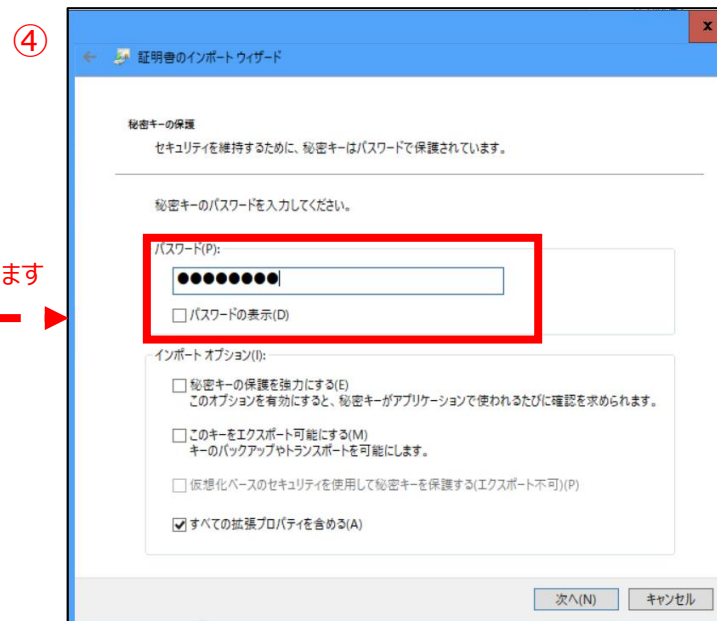 ④
証明書のインポート ウィザード
秘密キーの保護
セキュリティを維持するために、秘密キーはパスワードで保護されています。
秘密キーのパスワードを入力してください。
パスワード(P):
●●●●●●●●
ます
パスワードの表示(D)
インポート オプション(I):
秘密キーの保護を強力にする(E)
このオプションを有効にすると、秘密キーがアプリケーションで使われるたびに確認を求められます。
このキーをエクスポート可能にする(M)
キーのバックアップやトランスポートを可能にします。
仮想化ベースのセキュリティを使用して秘密キーを保護する(エクスポート不可)(P)
すべての拡張プロパティを含める(A)
次へ(N) キャンセル